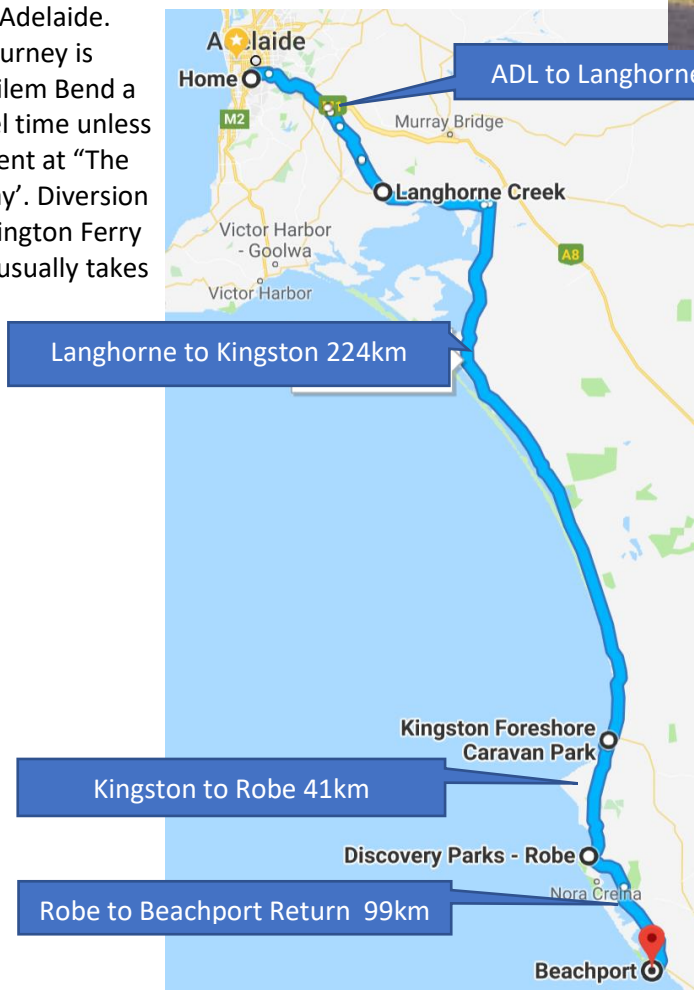 Adelaide.
urney is
ilem Bend a
el time unless
ent at “The
ny’. Diversion
ington Ferry
usually takes
Adelaide
Home
M2
ADL to Langhorne
Murray Bridge
Langhorne Creek
A8
Victor Harbor
- Goolwa
Victor Harbor
Langhorne to Kingston 224km
Kingston Foreshore
Caravan Park
Kingston to Robe 41km
Discovery Parks - Robe
Nora Creina
Robe to Beachport Return 99km
Beachport